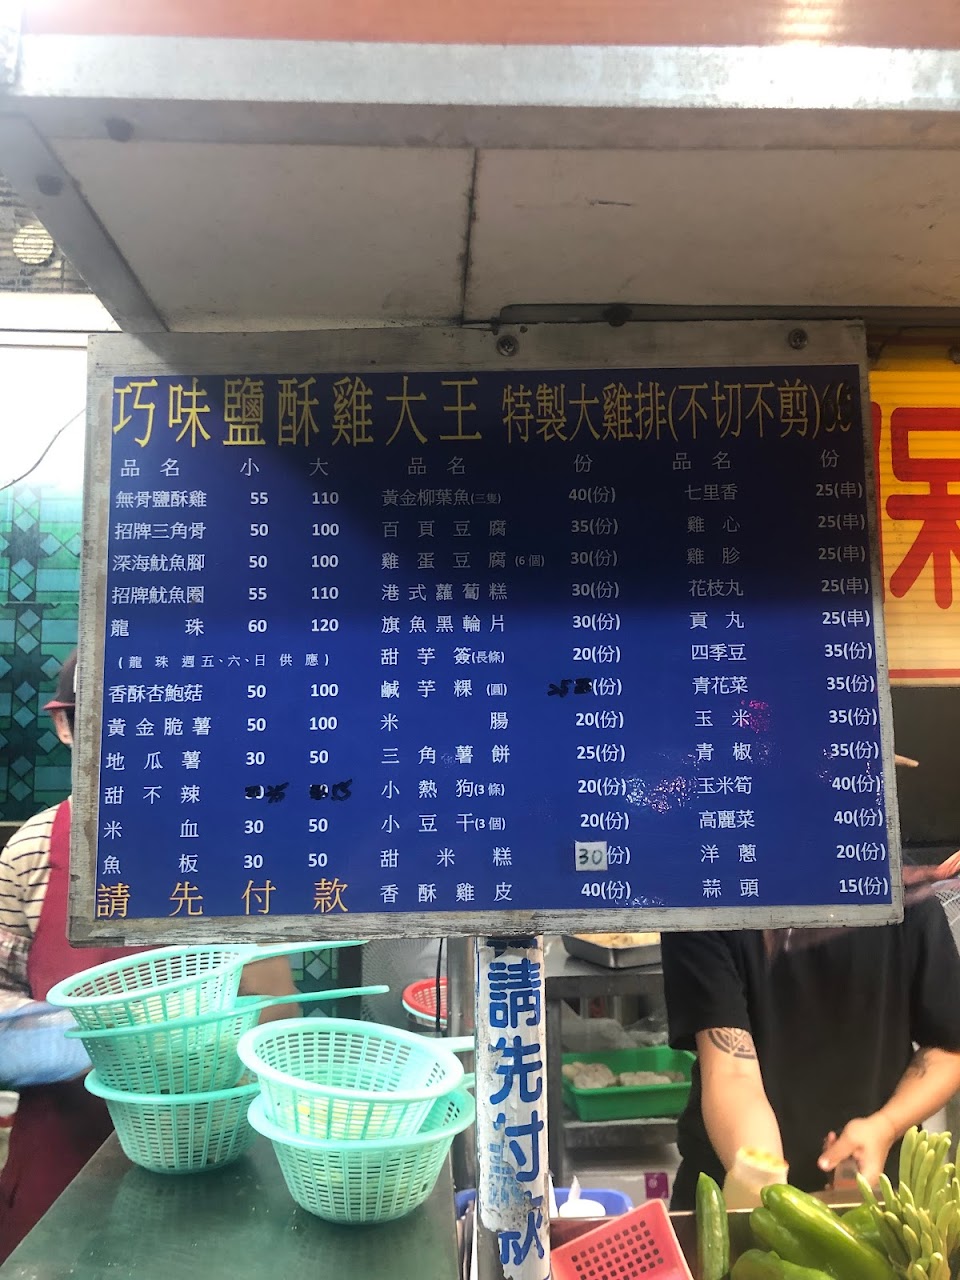 巧味鹽酥雞大王 特製大雞排(不切不剪)
品名 小 大
無骨鹽酥雞 55 110
招牌三角骨 50 100
深海魷魚腳 50 100
招牌魷魚圈 55 110
龍珠 60 120
(龍珠週五、六、日供應)
香酥杏鮑菇 50 100
黃金脆薯 50 100
地瓜薯 30 50
甜不辣
米血 30 50
魚板 30 50
請先付款
品名 份
黃金柳葉魚(三隻) 40(份)
百頁豆腐 35(份)
雞蛋豆腐(6個) 30(份)
港式蘿蔔糕 30(份)
旗魚黑輪片 30(份)
甜芋簽(長條) 20(份)
鹹芋粿(圓) (份)
米腸 20(份)
三角薯餅 25(份)
小熱狗(3條) 20(份)
小豆干(3個) 20(份)
甜米糕 30(份)
香酥雞皮 40(份)
品名 份
七里香 25(串)
雞心 25(串)
雞胗 25(串)
花枝丸 25(串)
貢丸 25(串)
四季豆 35(份)
青花菜 35(份)
玉米 35(份)
青椒 35(份)
玉米筍 40(份)
高麗菜 40(份)
洋蔥 20(份)
蒜頭 15(份)
請先付款